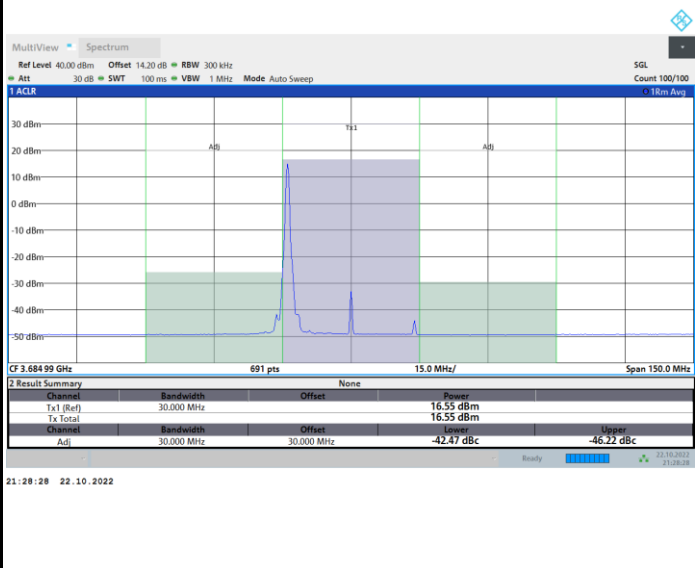 MultiView Spectrum
Ref Level 40.00 dBm Offset 14.20 dB RBW 300 kHz SGL
Att 30 dB SWT 100 ms VBW 1 MHz Mode Auto Sweep Count 100/100
1 ACLR 1Rm Avg
30 dBm
Tx1
20 dBm
Adj Adj
10 dBm
0 dBm
-10 dBm
-20 dBm
-30 dBm
-40 dBm
-50 dBm
CF 3.684 99 GHz 691 pts 15.0 MHz/ Span 150.0 MHz
2 Result Summary None
Channel Bandwidth Offset Power
Tx1 (Ref) 30.000 MHz 16.55 dBm
Tx Total 16.55 dBm
Channel Bandwidth Offset Lower Upper
Adj 30.000 MHz 30.000 MHz -42.47 dBc -46.22 dBc
Ready 22.10.2022
21:28:28
21:28:28 22.10.2022